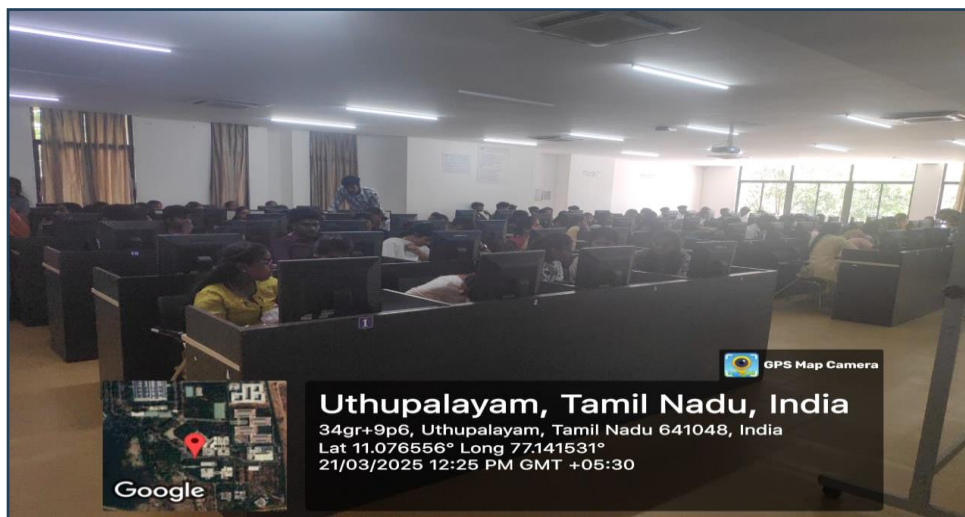 1
GPS Map Camera
Google
Uthupalayam, Tamil Nadu, India
34gr+9p6, Uthupalayam, Tamil Nadu 641048, India
Lat 11.076556° Long 77.141531°
21/03/2025 12:25 PM GMT +05:30